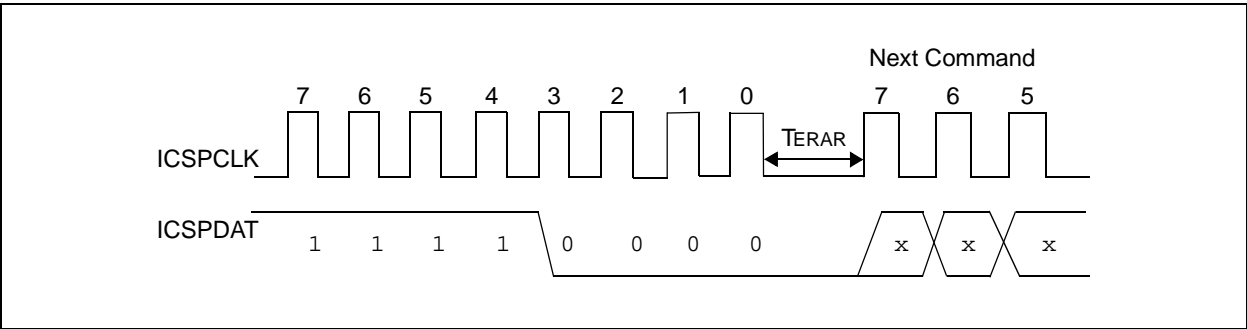 Next Command
7 6 5 4 3 2 1 0 7 6 5
TERAR
ICSPCLK
ICSPDAT
1 1 1 1 0 0 0 0 x x x